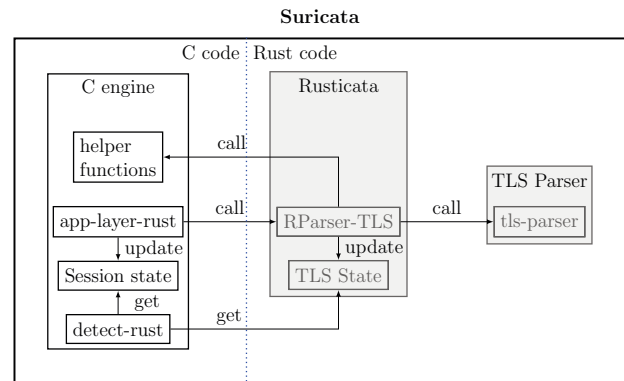 Suricata
C code
Rust code
C engine
Rusticata
helper
functions
call
TLS Parser
app-layer-rust
call
RParser-TLS
call
tls-parser
update
update
Session state
TLS State
get
detect-rust
get